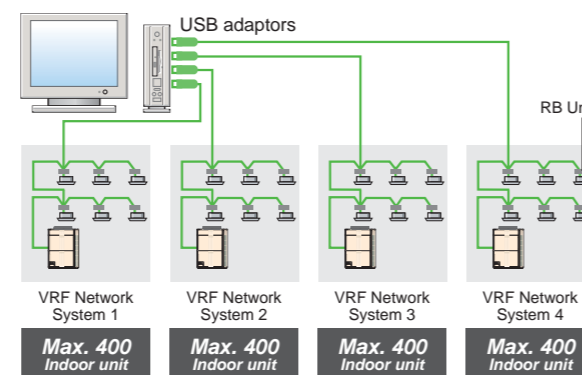 USB adaptors
RB
VRF Network
System 1
VRF Network
System 2
VRF Network
System 3
VRF Network
System 4
Max. 400
Indoor unit
Max. 400
Indoor unit
Max. 400
Indoor unit
Max. 400
Indoor unit